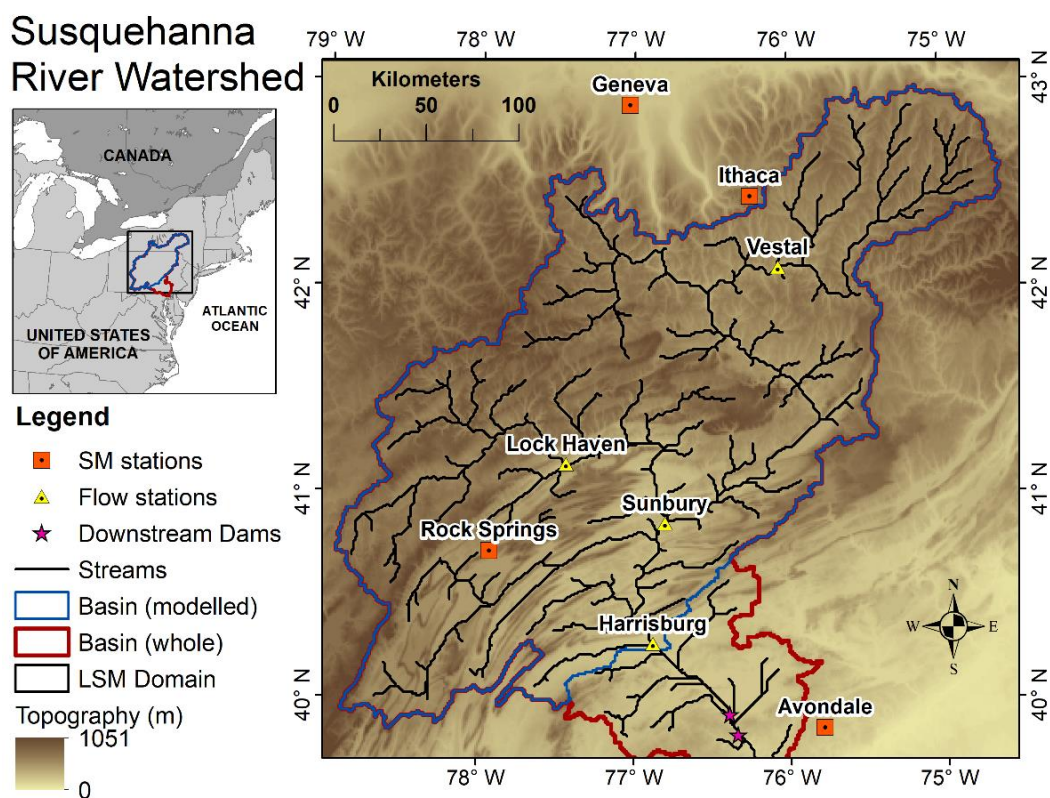 Susquehanna
River Watershed
79° W 78° W 77° W 76° W 75° W
Kilometers
0 50 100
Geneva
43° N
CANADA
Ithaca
Vestal
42° N
42° N
UNITED STATES
OF AMERICA
ATLANTIC
OCEAN
Legend
SM stations
Flow stations
Downstream Dams
Streams
Basin (modelled)
Basin (whole)
LSM Domain
Topography (m)
1051
0
Lock Haven
41° N
41° N
Sunbury
Rock Springs
Harrisburg
N
W E
S
40° N
40° N
Avondale
78° W 77° W 76° W 75° W